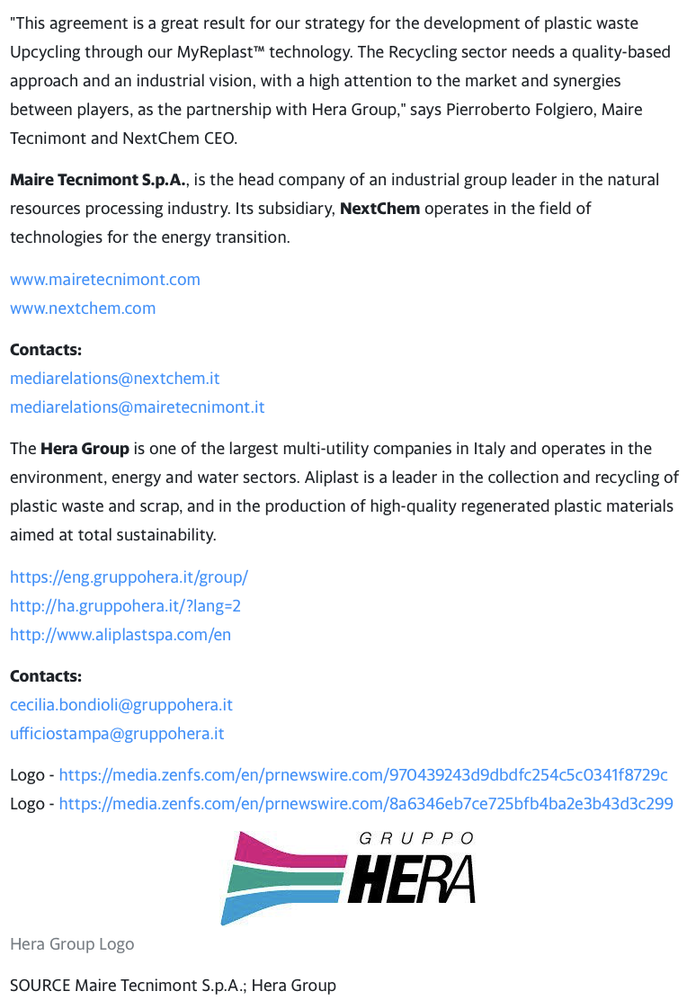 "This agreement is a great result for our strategy for the development of plastic waste
Upcycling through our MyReplast™ technology. The Recycling sector needs a quality-based
approach and an industrial vision, with a high attention to the market and synergies
between players, as the partnership with Hera Group," says Pierroberto Folgiero, Maire
Tecnimont and NextChem CEO.
Maire Tecnimont S.p.A., is the head company of an industrial group leader in the natural
resources processing industry. Its subsidiary, NextChem operates in the field of
technologies for the energy transition.
www.mairetecnimont.com
www.nextchem.com
Contacts:
mediarelations@nextchem.it
mediarelations@mairetecnimont.it
The Hera Group is one of the largest multi-utility companies in Italy and operates in the
environment, energy and water sectors. Aliplast is a leader in the collection and recycling of
plastic waste and scrap, and in the production of high-quality regenerated plastic materials
aimed at total sustainability.
https://eng.gruppohera.it/group/
http://ha.gruppohera.it/?lang=2
http://www.aliplastspa.com/en
Contacts:
cecilia.bondioli@gruppohera.it
ufficiostampa@gruppohera.it
Logo - https://media.zenfs.com/en/prnewswire.com/970439243d9dbdfc254c5c0341f8729c
Logo - https://media.zenfs.com/en/prnewswire.com/8a6346eb7ce725bfb4ba2e3b43d3c299
GRUPPO
HERA
Hera Group Logo
SOURCE Maire Tecnimont S.p.A.; Hera Group